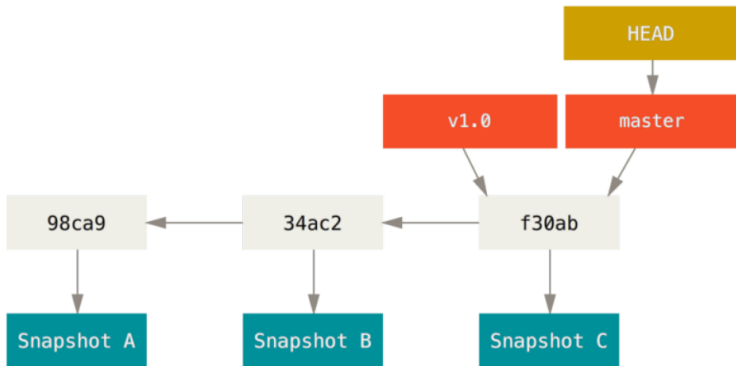 HEAD
v1.0
master
98ca9
34ac2
f30ab
Snapshot A
Snapshot B
Snapshot C